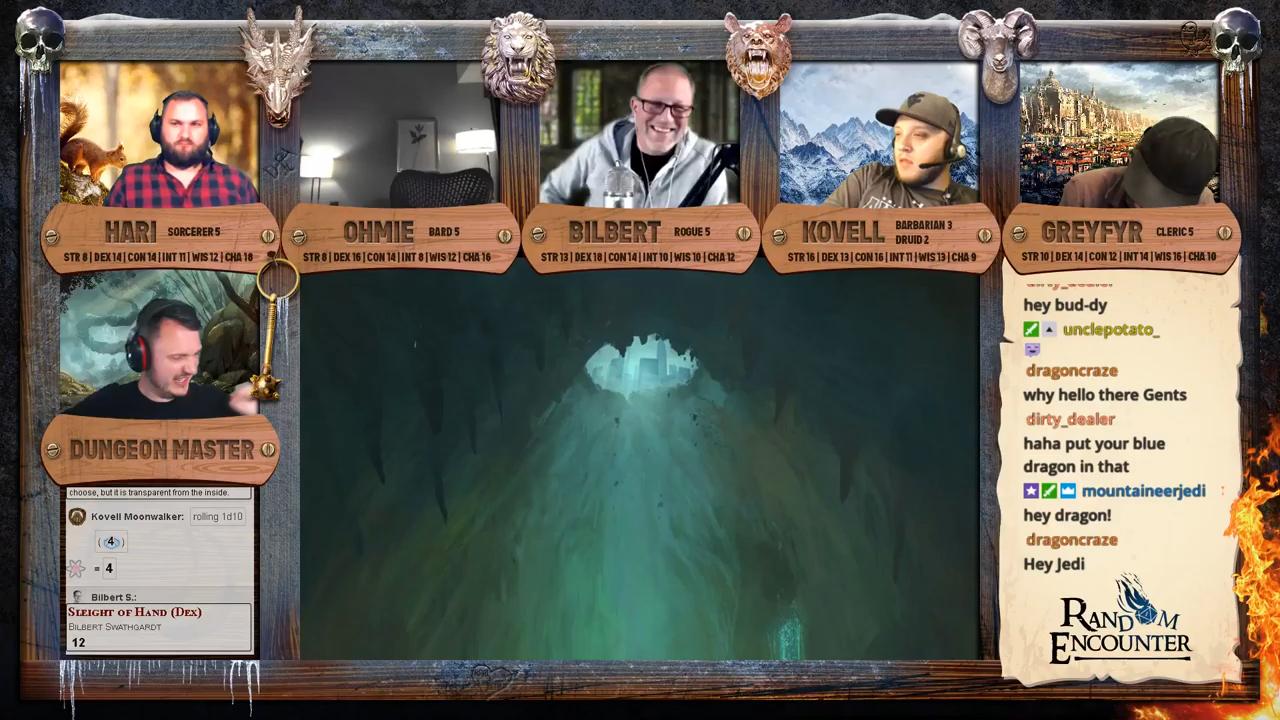 HARI SORCERER 5
STR 8 | DEX 14 | CON 14 | INT 11 | WIS 12 | CHA 18
OHMIE BARD 5
STR 8 | DEX 16 | CON 14 | INT 8 | WIS 12 | CHA 16
BILBERT ROGUE 5
STR 13 | DEX 18 | CON 14 | INT 10 | WIS 10 | CHA 12
KOVELL BARBARIAN 3
DRUID 2
STR 16 | DEX 13 | CON 16 | INT 11 | WIS 13 | CHA 9
GREYFYR CLERIC 5
STR 10 | DEX 14 | CON 12 | INT 14 | WIS 16 | CHA 10
DUNGEON MASTER
choose, but it is transparent from the inside.
Kovell Moonwalker: rolling 1d10
(4)
= 4
Bilbert S.:
SLEIGHT OF HAND (DEX)
BILBERT SWATHGARDT
12
dirty_dealer
hey bud-dy
unclepotato_
dragoncraze
why hello there Gents
dirty_dealer
haha put your blue
dragon in that
mountaineerjedi :
hey dragon!
dragoncraze
Hey Jedi
RANDOM
ENCOUNTER